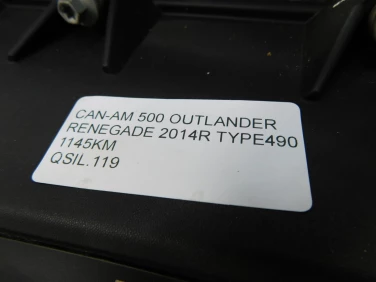 CAN-AM 500 OUTLANDER
RENEGADE 2014R TYPE490
1145KM
QSIL.119